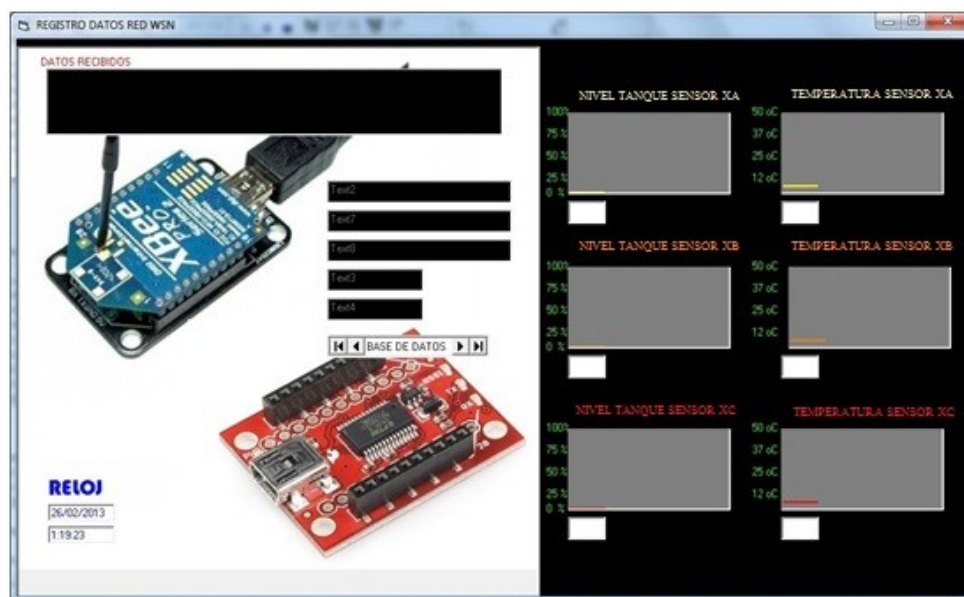 REGISTRO DATOS RED WSN
DATOS RECIBIDOS
XBee
PRO
Series 2
Text2
Text7
Text8
Text3
Text4
BASE DE DATOS
RELOJ
26/02/2013
1:19:23
NIVEL TANQUE SENSOR XA
100%
75 %
50 %
25 %
0 %
TEMPERATURA SENSOR XA
50 oC
37 oC
25 oC
12 oC
NIVEL TANQUE SENSOR XB
100%
75 %
50 %
25 %
0 %
TEMPERATURA SENSOR XB
50 oC
37 oC
25 oC
12 oC
NIVEL TANQUE SENSOR XC
100%
75 %
50 %
25 %
0 %
TEMPERATURA SENSOR XC
50 oC
37 oC
25 oC
12 oC